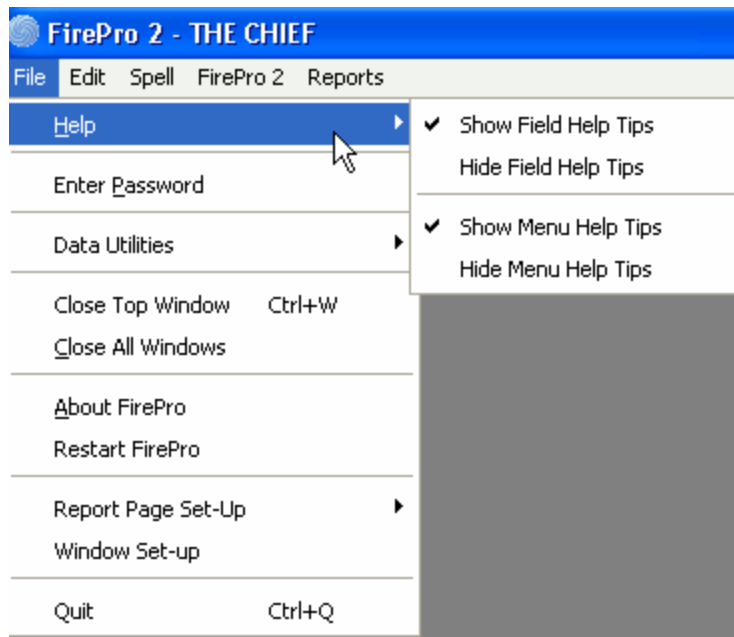 FirePro 2 - THE CHIEF
File Edit Spell FirePro 2 Reports
Help
Enter Password
Data Utilities
Close Top Window Ctrl+W
Close All Windows
About FirePro
Restart FirePro
Report Page Set-Up
Window Set-up
Quit Ctrl+Q
Show Field Help Tips
Hide Field Help Tips
Show Menu Help Tips
Hide Menu Help Tips